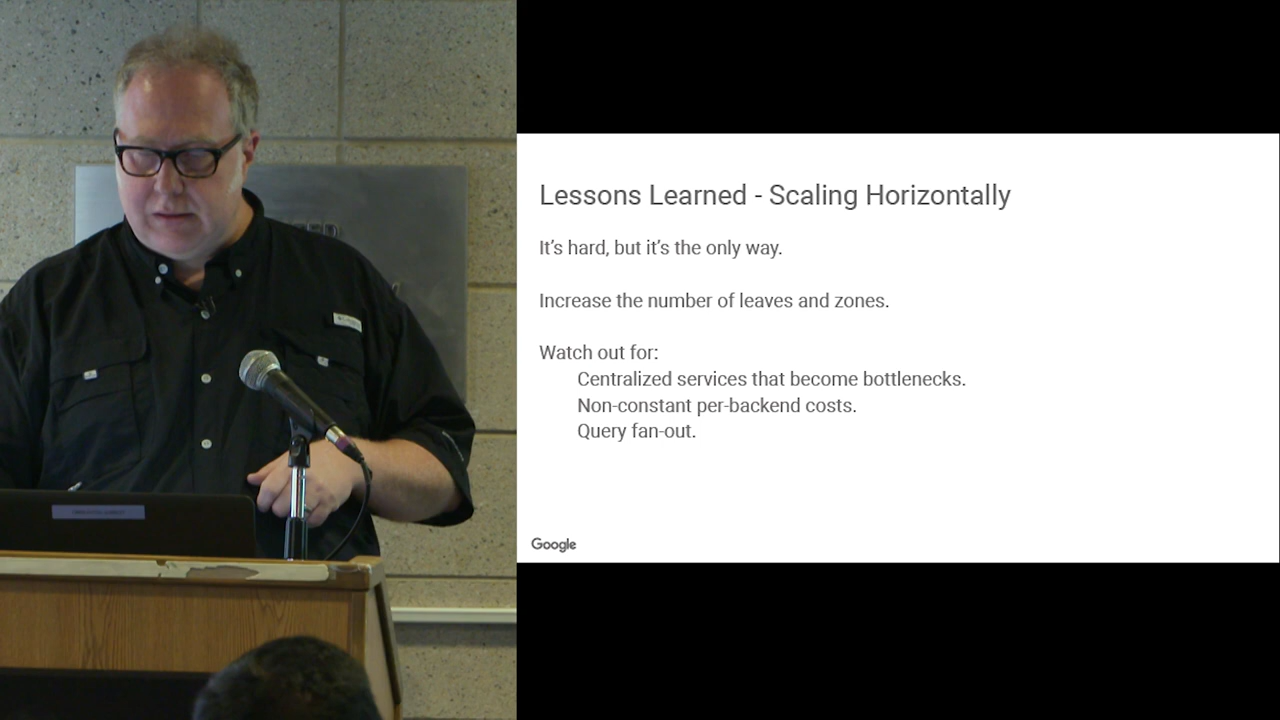 Lessons Learned - Scaling Horizontally
It's hard, but it's the only way.
Increase the number of leaves and zones.
Watch out for:
Centralized services that become bottlenecks.
Non-constant per-backend costs.
Query fan-out.
Google